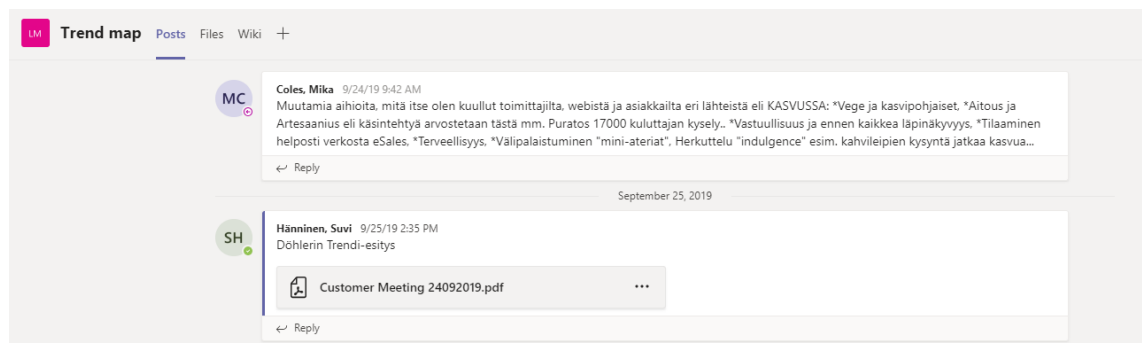 LM Trend map Posts Files Wiki +
MC
Coles, Mika 9/24/19 9:42 AM
Muutamia aihioita, mitä itse olen kuullut toimittajilta, webistä ja asiakkailta eri lähteistä eli KASVUSSA: *Vege ja kasvipohjaiset, *Aitous ja
Artesaanius eli käsintehtyä arvostetaan tästä mm. Puratos 17000 kuluttajan kysely.. *Vastuullisuus ja ennen kaikkea läpinäkyvyys, *Tilaaminen
helposti verkosta eSales, *Terveellisyys, *Välipalaistuminen "mini-ateriat", Herkuttelu "indulgence" esim. kahvileipien kysyntä jatkaa kasvua...
Reply
September 25, 2019
SH
Hänninen, Suvi 9/25/19 2:35 PM
Döhlerin Trendi-esitys
Customer Meeting 24092019.pdf ...
Reply